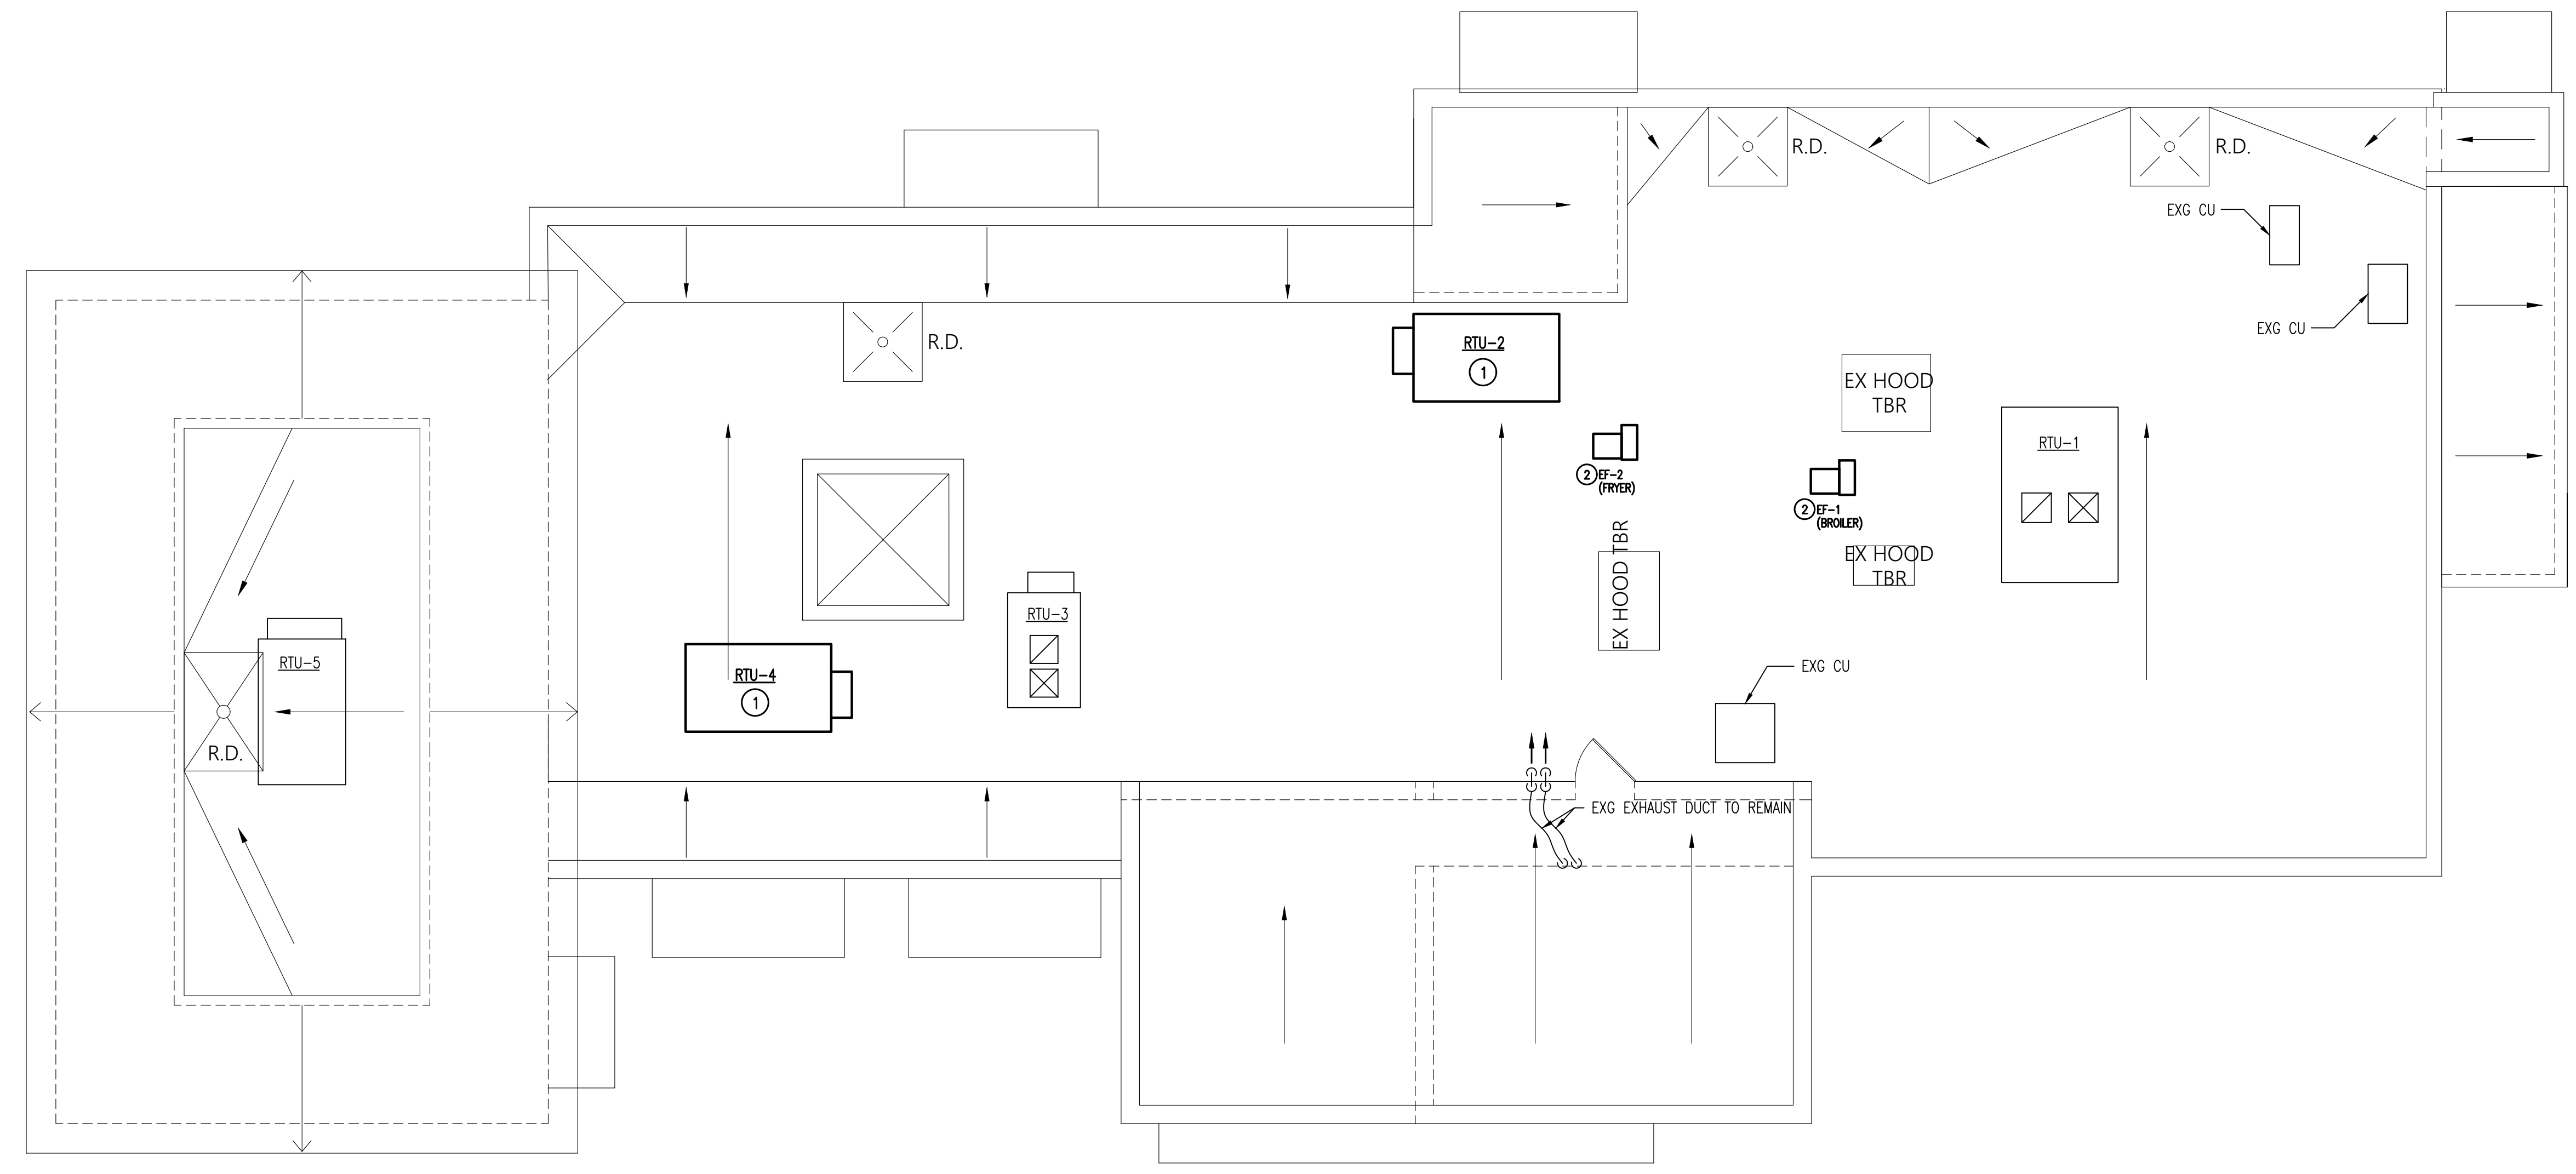 R.D.
R.D.
EXG CU
EXG CU
R.D.
RTU-2
1
EX HOOD
TBR
RTU-1
2 EF-2
(FRYER)
2 EF-1
(BROILER)
EX HOOD TBR
EX HOOD
TBR
RTU-3
RTU-5
RTU-4
1
EXG CU
R.D.
EXG EXHAUST DUCT TO REMAIN